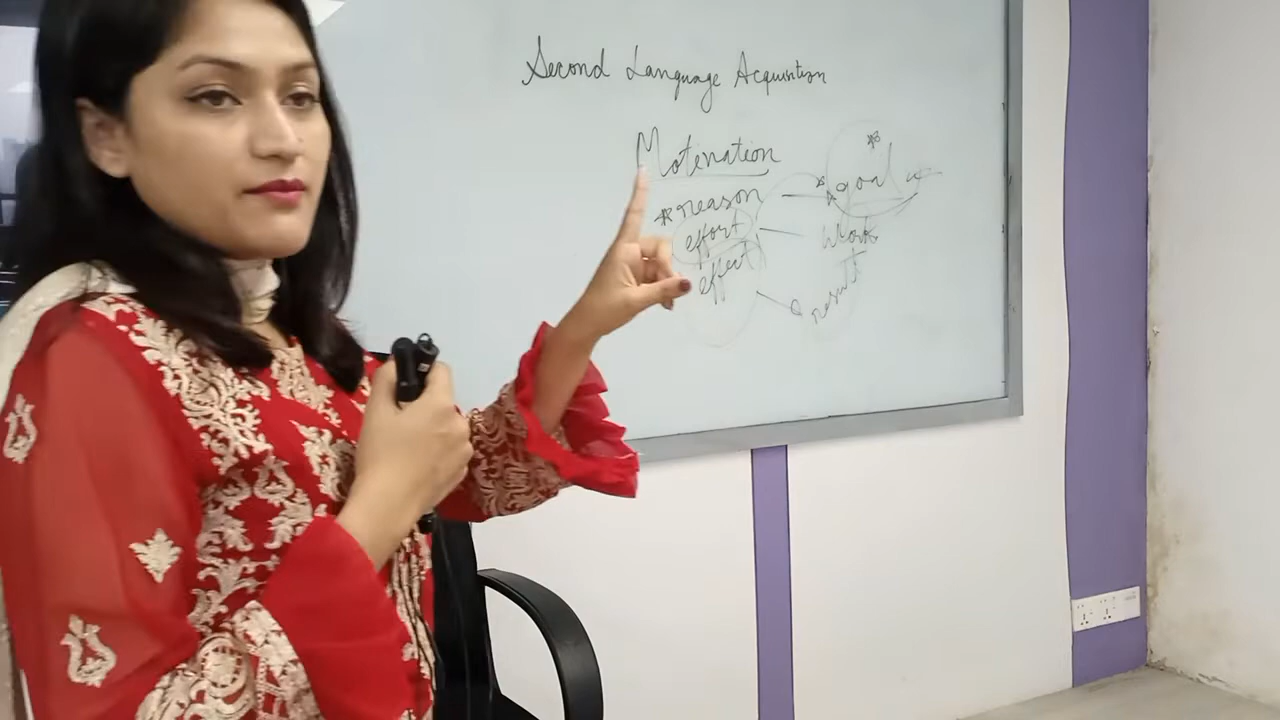 Second Language Acquisition
Motivation
reason goal
effort work
effect result